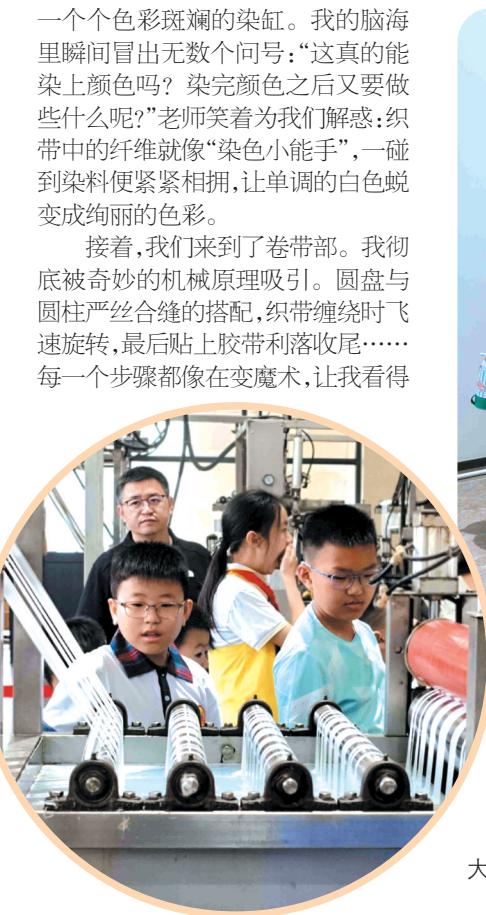 一个个色彩斑斓的染缸。我的脑海
里瞬间冒出无数个问号：“这真的能
染上颜色吗？染完颜色之后又要做
些什么呢？”老师笑着为我们解惑：织
带中的纤维就像“染色小能手”，一碰
到染料便紧紧相拥，让单调的白色蜕
变成绚丽的色彩。
接着，我们来到了卷带部。我彻
底被奇妙的机械原理吸引。圆盘与
圆柱严丝合缝的搭配，织带缠绕时飞
速旋转，最后贴上胶带利落收尾……
每一个步骤都像在变魔术，让我看得
大